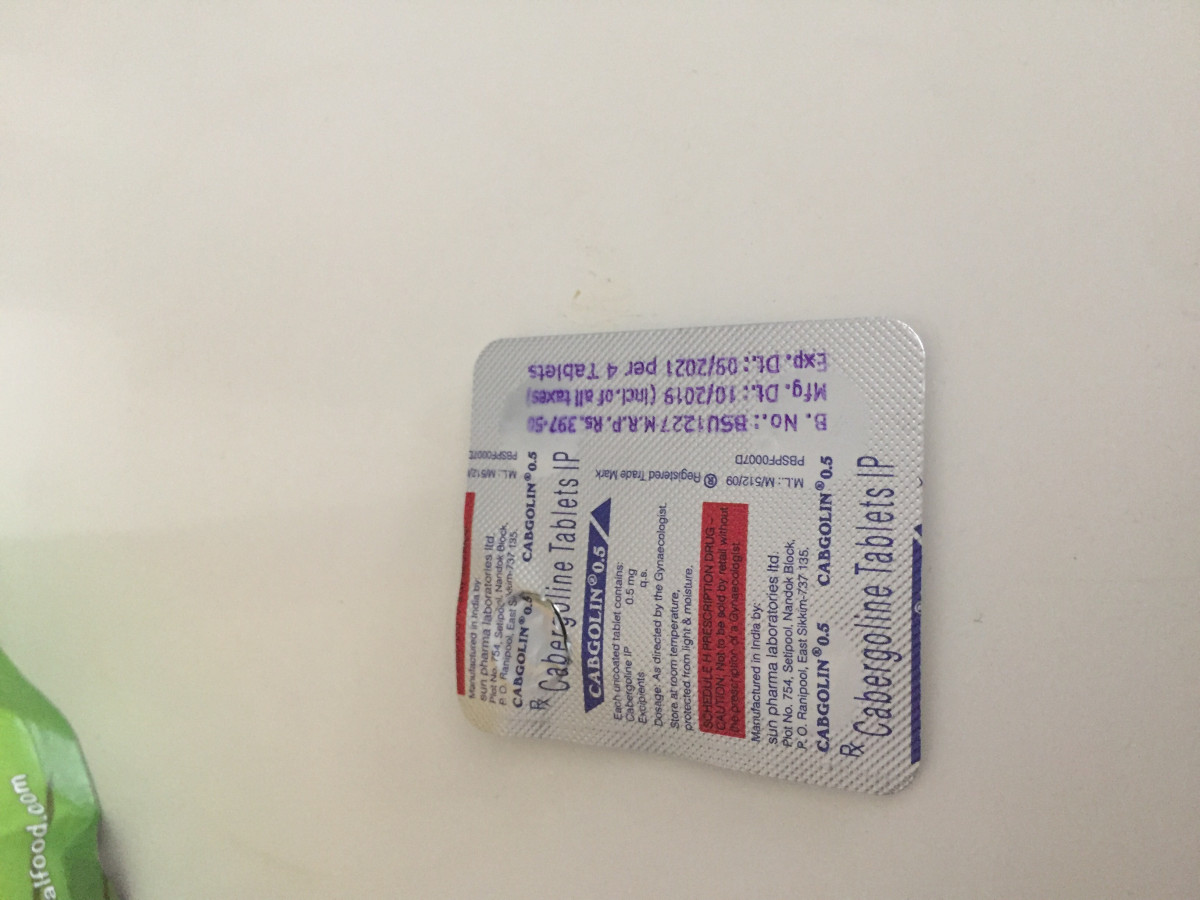 B. No.: BSU1227 M.R.P. Rs. 397.50
Mfg. Dt.: 10/2019 (incl. of all taxes)
Exp. Dt.: 09/2021 per 4 Tablets
M.L.: M/512/
PBSPF0007D
Manufactured in India by:
sun pharma laboratories ltd.
Plot No. 754, Setipool, Nandok Block,
P. O. Ranipool, East Sikkim-737 135.
CABGOLIN® 0.5 CABGOLIN® 0.5
Rx Cabergoline Tablets IP
CABGOLIN® 0.5
Each uncoated tablet contains:
Cabergoline IP 0.5 mg
Excipients q.s.
Dosage: As directed by the Gynaecologist.
Store at room temperature,
protected from light & moisture.
® Registered Trade Mark
SCHEDULE H PRESCRIPTION DRUG –
CAUTION, Not to be sold by retail without
the prescription of a Gynaecologist
M.L.: M/512/09
PBSPF0007D
Manufactured in India by:
sun pharma laboratories ltd.
Plot No. 754, Setipool, Nandok Block,
P. O. Ranipool, East Sikkim-737 135.
CABGOLIN® 0.5 CABGOLIN® 0.5
Rx Cabergoline Tablets IP
alfood.com